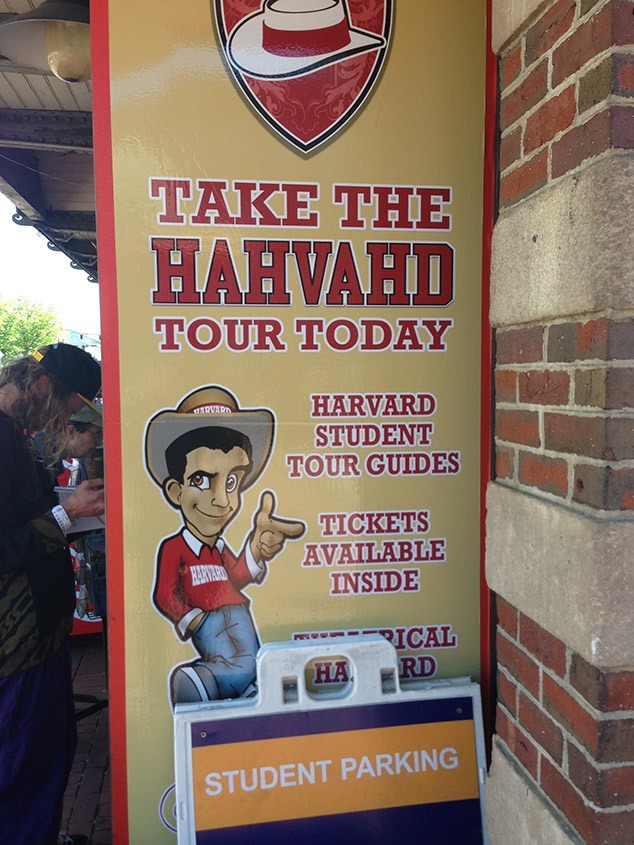 TAKE THE
HAHVAHD
TOUR TODAY
HARVARD
HARVARD
STUDENT
TOUR GUIDES
TICKETS
AVAILABLE
INSIDE
HARVARD
STUDENT PARKING